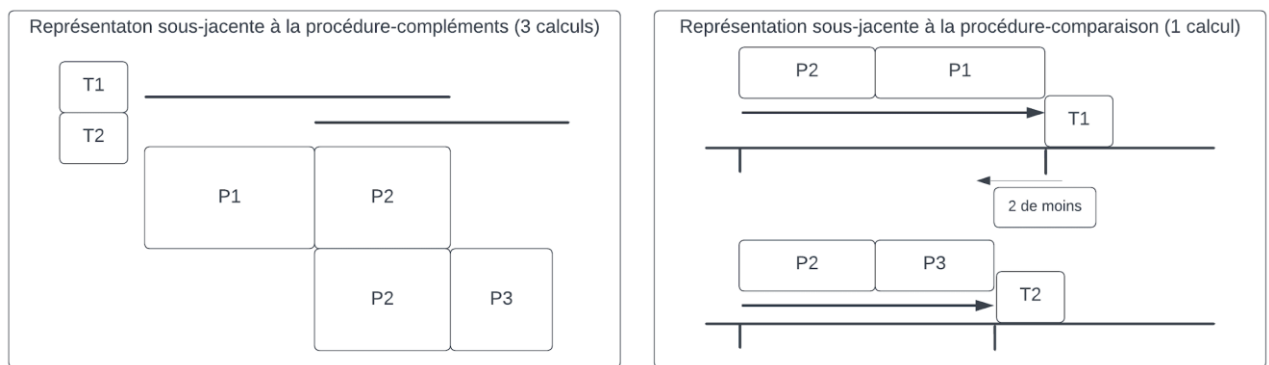 Représentaton sous-jacente à la procédure-compléments (3 calculs)
T1
T2
P1
P2
P2
P3
Représentation sous-jacente à la procédure-comparaison (1 calcul)
P2
P1
T1
2 de moins
P2
P3
T2